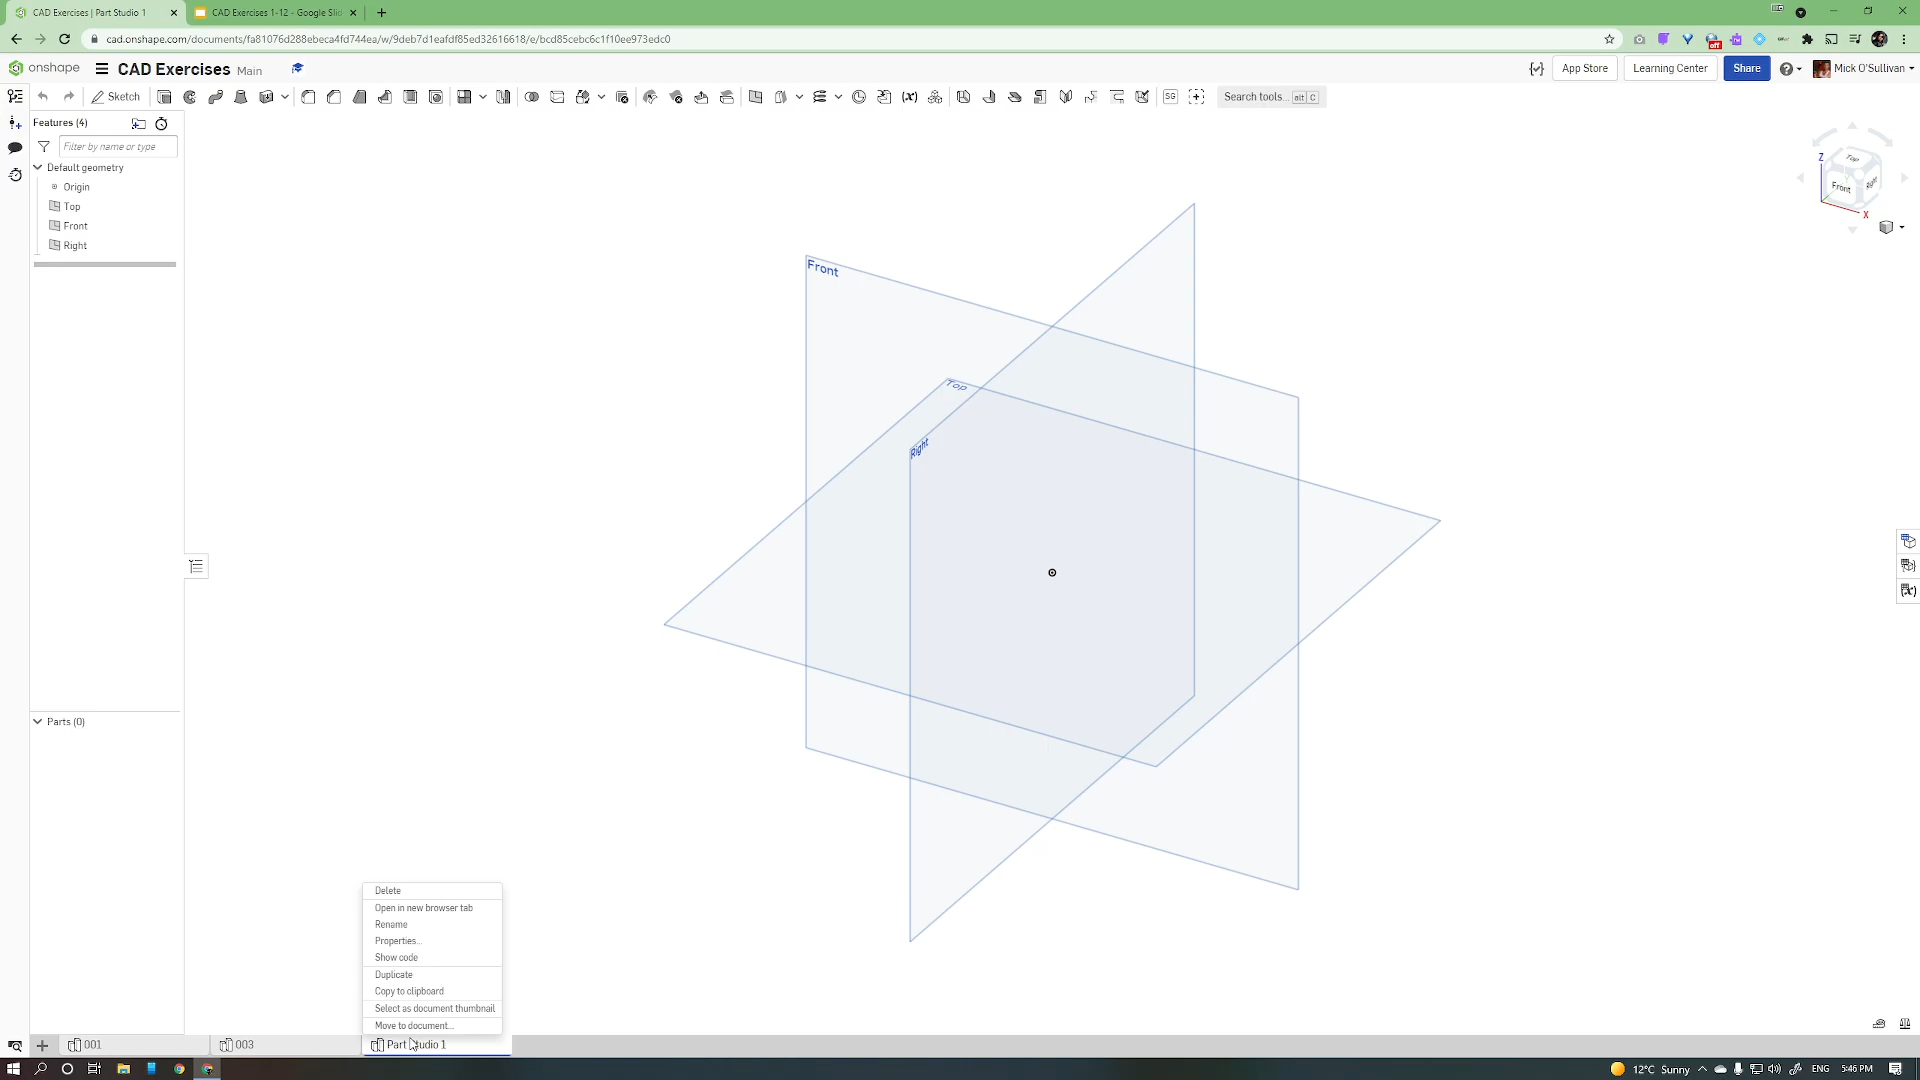 CAD Exercises | Part Studio 1
CAD Exercises 1-12 - Google Slid
cad.onshape.com/documents/fa81076d288ebeca4fd744ea/w/9deb7d1eafdf85ed32616618/e/bcd85cebc6c1f10ee973edc0
off
onshape
CAD Exercises Main
App Store
Learning Center
Share
Mick O'Sullivan
Sketch
(x)
SG
Search tools... alt C
Features (4)
Filter by name or type
Default geometry
Origin
Top
Front
Right
Front
Top
Right
Z
Top
Front
Right
X
Parts (0)
Delete
Open in new browser tab
Rename
Properties...
Show code
Duplicate
Copy to clipboard
Select as document thumbnail
Move to document...
001
003
Part Studio 1
12°C Sunny
ENG
5:46 PM